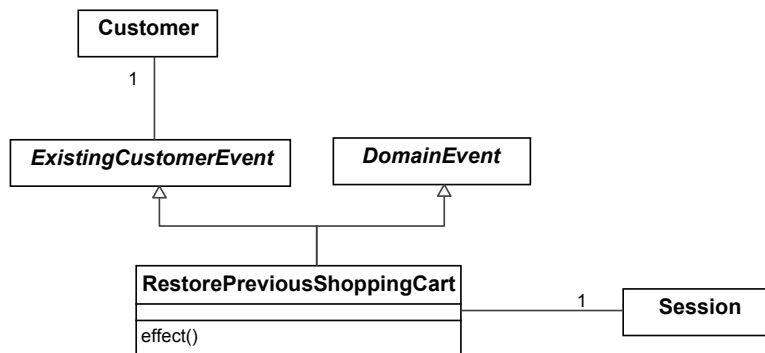 Customer
1
ExistingCustomerEvent
DomainEvent
RestorePreviousShoppingCart
1
Session
effect()